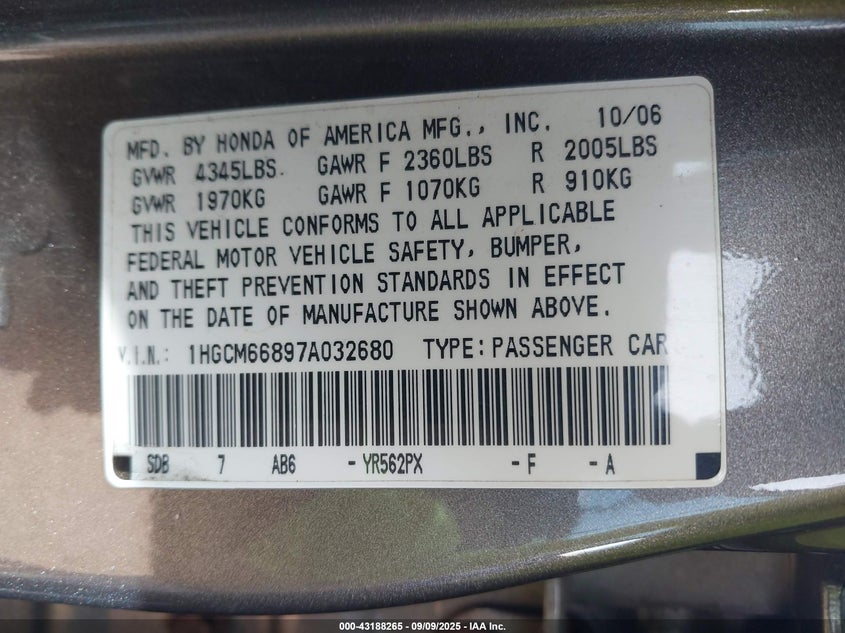 MFD. BY HONDA OF AMERICA MFG., INC. 10/06
GVWR 4345LBS. GAWR F 2360LBS R 2005LBS
GVWR 1970KG GAWR F 1070KG R 910KG
THIS VEHICLE CONFORMS TO ALL APPLICABLE
FEDERAL MOTOR VEHICLE SAFETY, BUMPER,
AND THEFT PREVENTION STANDARDS IN EFFECT
ON THE DATE OF MANUFACTURE SHOWN ABOVE.
V.I.N.: 1HGCM66897A032680 TYPE: PASSENGER CAR
SDB 7 AB6 - YR562PX - F - A
000-43188265 - 09/09/2025 - IAA Inc.